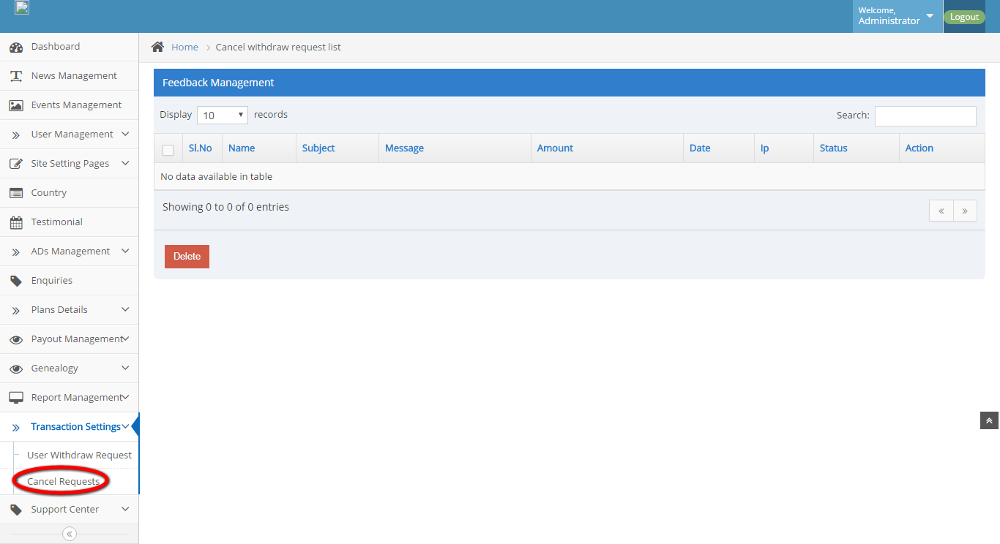 Welcome,
Administrator
Logout
Dashboard
News Management
Events Management
User Management
Site Setting Pages
Country
Testimonial
ADs Management
Enquiries
Plans Details
Payout Management
Genealogy
Report Management
Transaction Settings
User Withdraw Request
Cancel Requests
Support Center
Home Cancel withdraw request list
Feedback Management
Display 10 records Search:
Sl.No Name Subject Message Amount Date Ip Status Action
No data available in table
Showing 0 to 0 of 0 entries
Delete